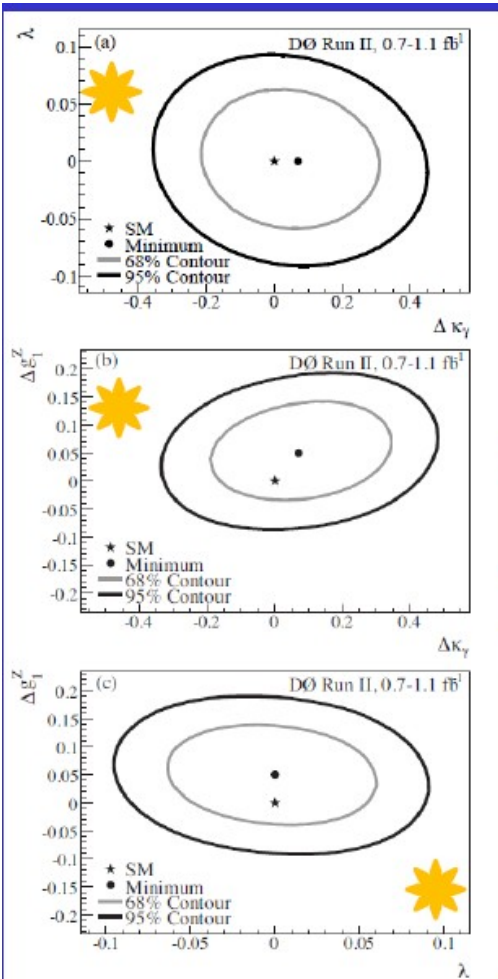 λ
(a) DØ Run II, 0.7-1.1 fb⁻¹
0.1
0.05
0
-0.05
-0.1
★ SM
● Minimum
68% Contour
95% Contour
-0.4 -0.2 0 0.2 0.4
Δκγ
Δg₁ᶻ
(b) DØ Run II, 0.7-1.1 fb⁻¹
0.2
0.15
0.1
0.05
0
-0.05
-0.1
-0.15
-0.2
★ SM
● Minimum
68% Contour
95% Contour
-0.4 -0.2 0 0.2 0.4
Δκγ
Δg₁ᶻ
(c) DØ Run II, 0.7-1.1 fb⁻¹
0.2
0.15
0.1
0.05
0
-0.05
-0.1
-0.15
-0.2
★ SM
● Minimum
68% Contour
95% Contour
-0.1 -0.05 0 0.05 0.1
λ